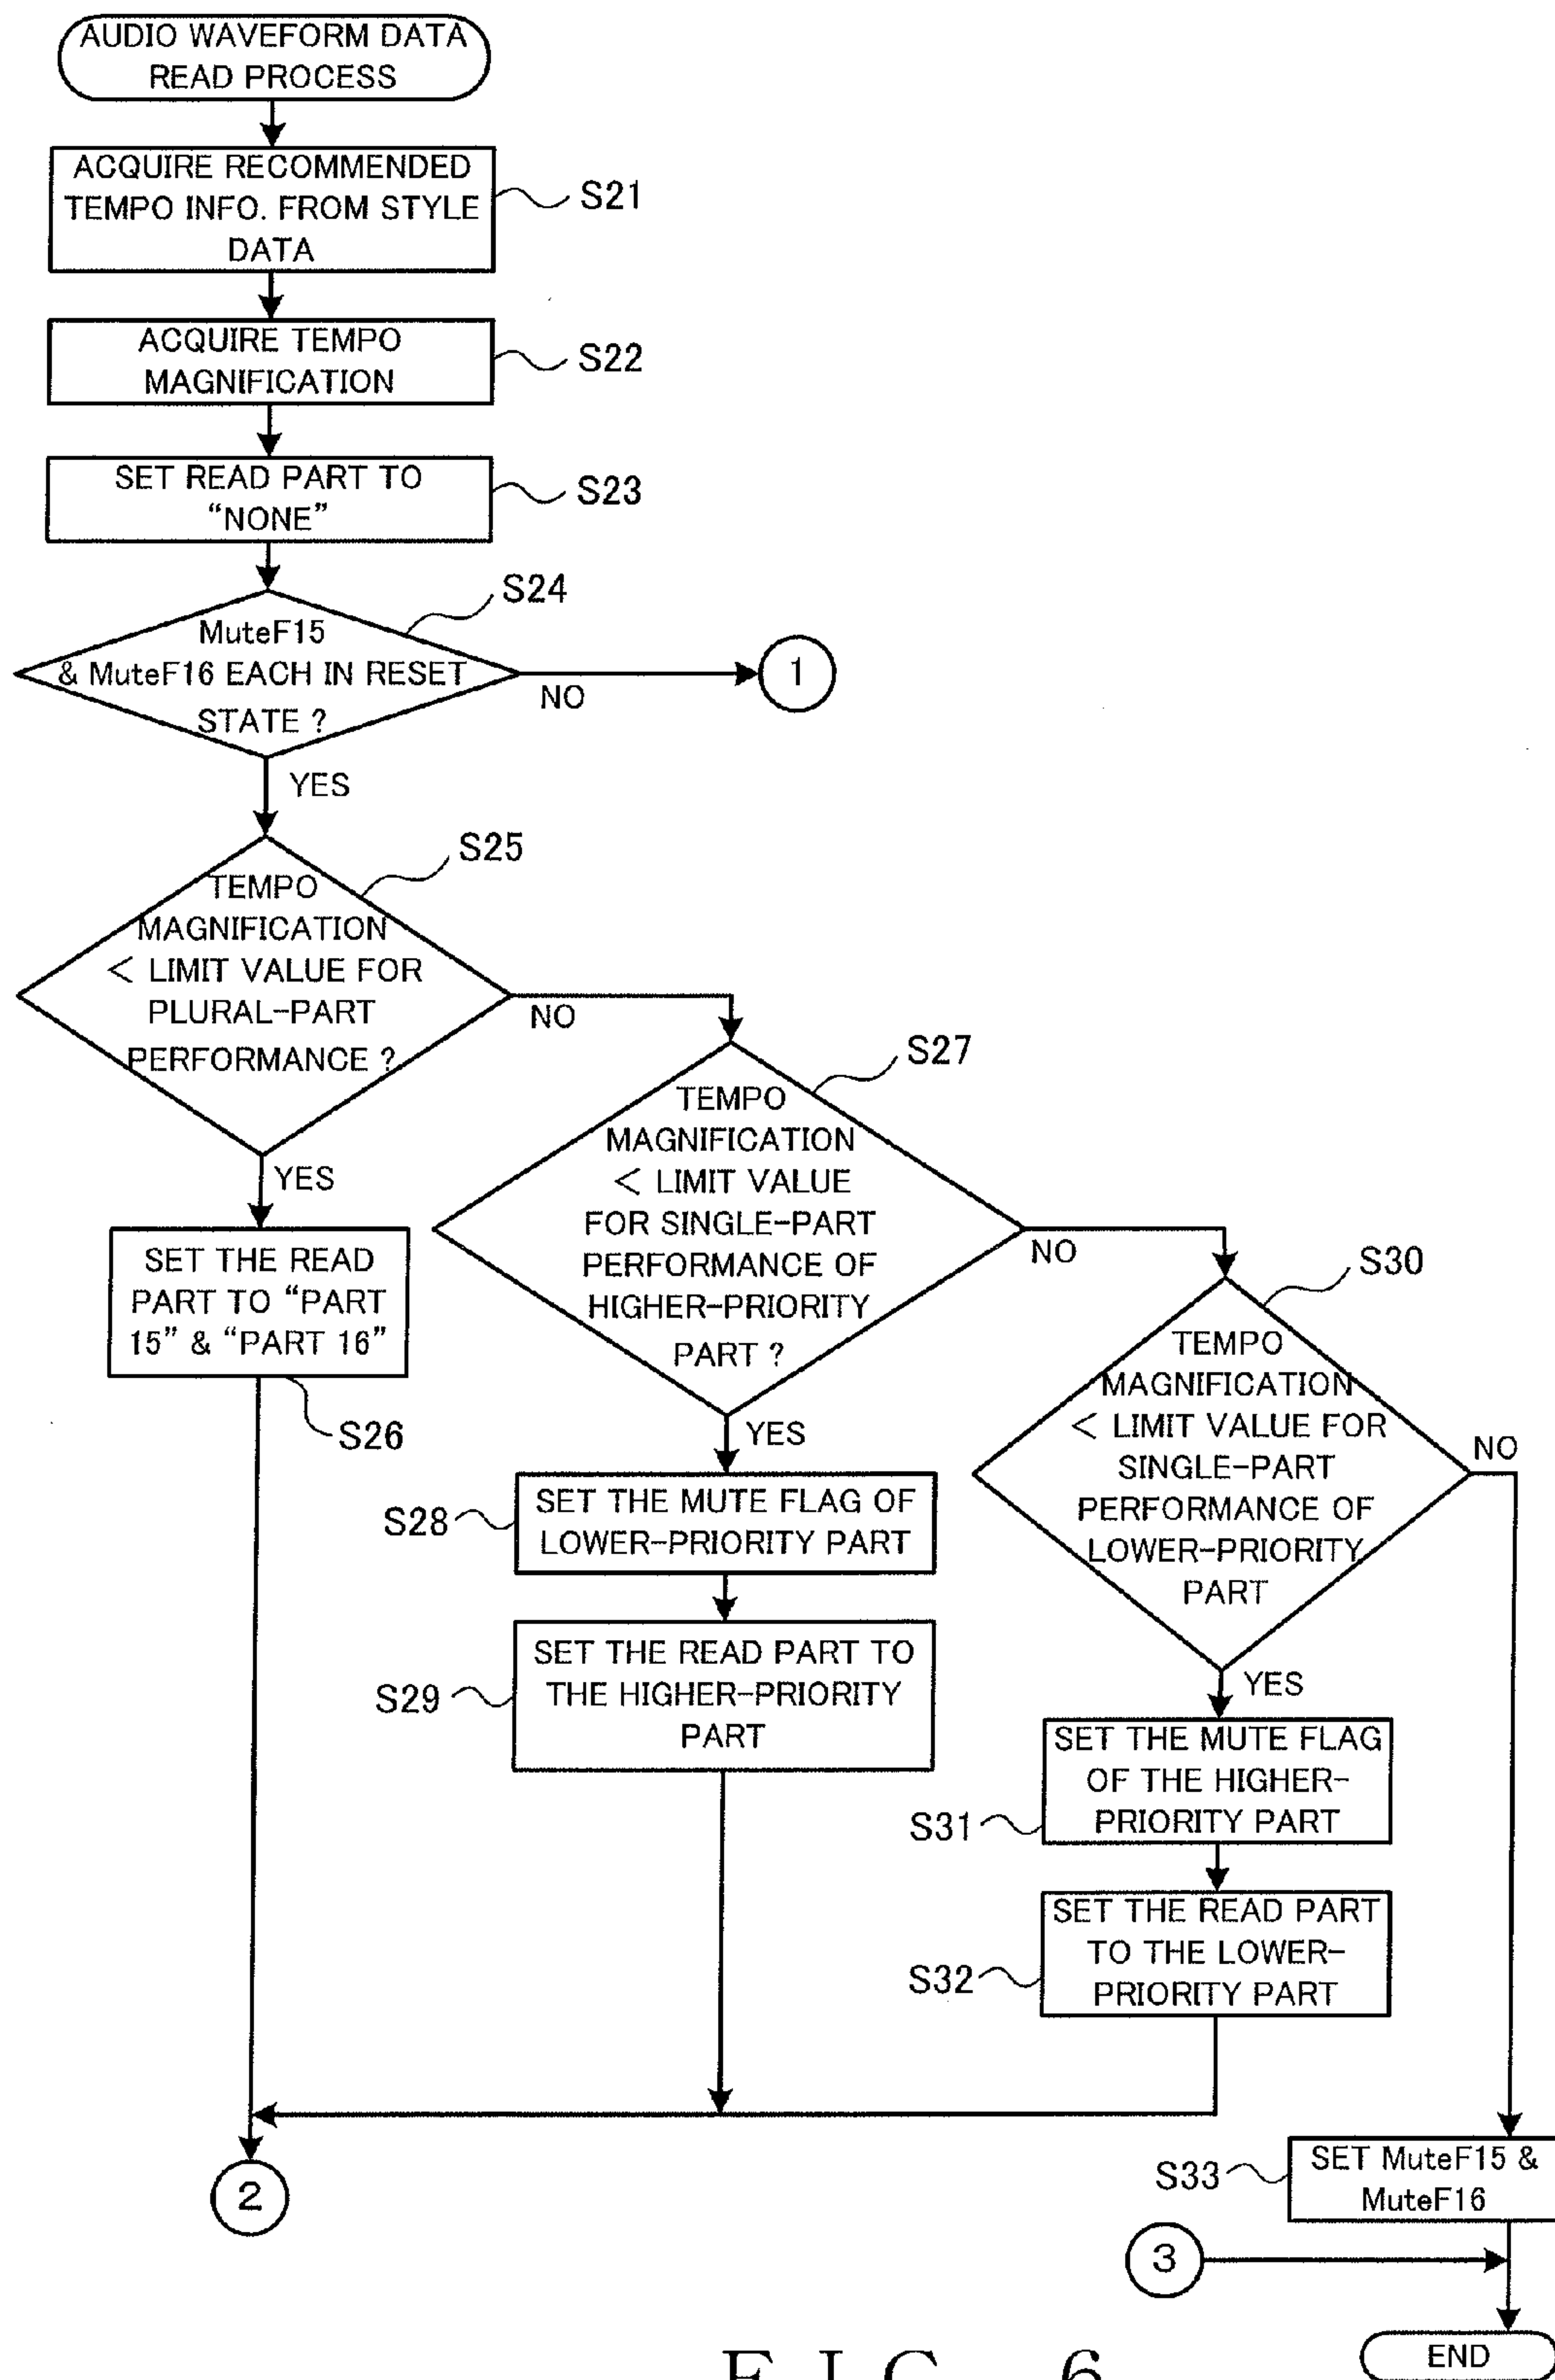 AUDIO WAVEFORM DATA
READ PROCESS
ACQUIRE RECOMMENDED
TEMPO INFO. FROM STYLE
DATA
S21
ACQUIRE TEMPO
MAGNIFICATION
S22
SET READ PART TO
“NONE”
S23
S24
MuteF15
& MuteF16 EACH IN RESET
STATE ?
NO
1
YES
S25
TEMPO
MAGNIFICATION
< LIMIT VALUE FOR
PLURAL-PART
PERFORMANCE ?
NO
YES
S27
TEMPO
MAGNIFICATION
< LIMIT VALUE
FOR SINGLE-PART
PERFORMANCE OF
HIGHER-PRIORITY
PART ?
NO
YES
SET THE READ
PART TO “PART
15” & “PART 16”
S26
S30
TEMPO
MAGNIFICATION
< LIMIT VALUE FOR
SINGLE-PART
PERFORMANCE OF
LOWER-PRIORITY
PART
NO
YES
S28
SET THE MUTE FLAG OF
LOWER-PRIORITY PART
S29
SET THE READ PART TO
THE HIGHER-PRIORITY
PART
S31
SET THE MUTE FLAG
OF THE HIGHER-
PRIORITY PART
S32
SET THE READ PART
TO THE LOWER-
PRIORITY PART
2
S33
SET MuteF15 &
MuteF16
3
END
FIG. 6